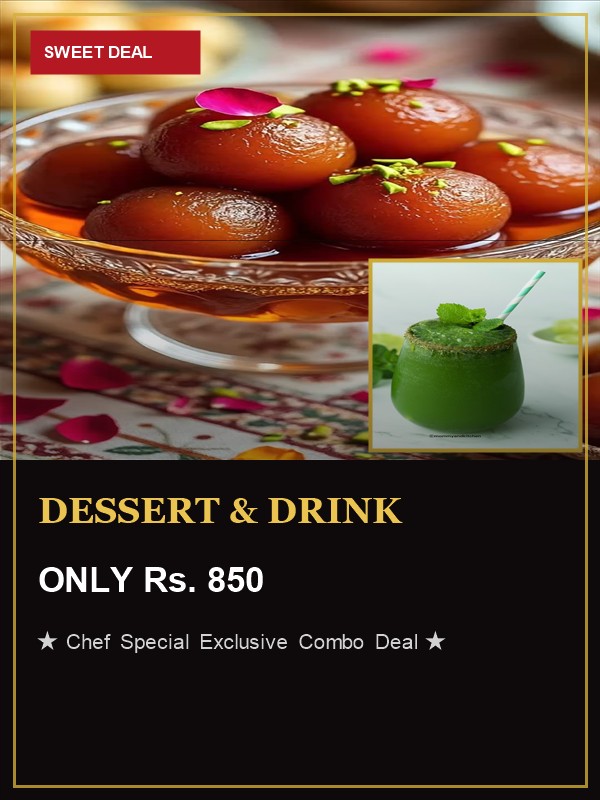 SWEET DEAL
DESSERT & DRINK
ONLY Rs. 850
★ Chef Special Exclusive Combo Deal ★